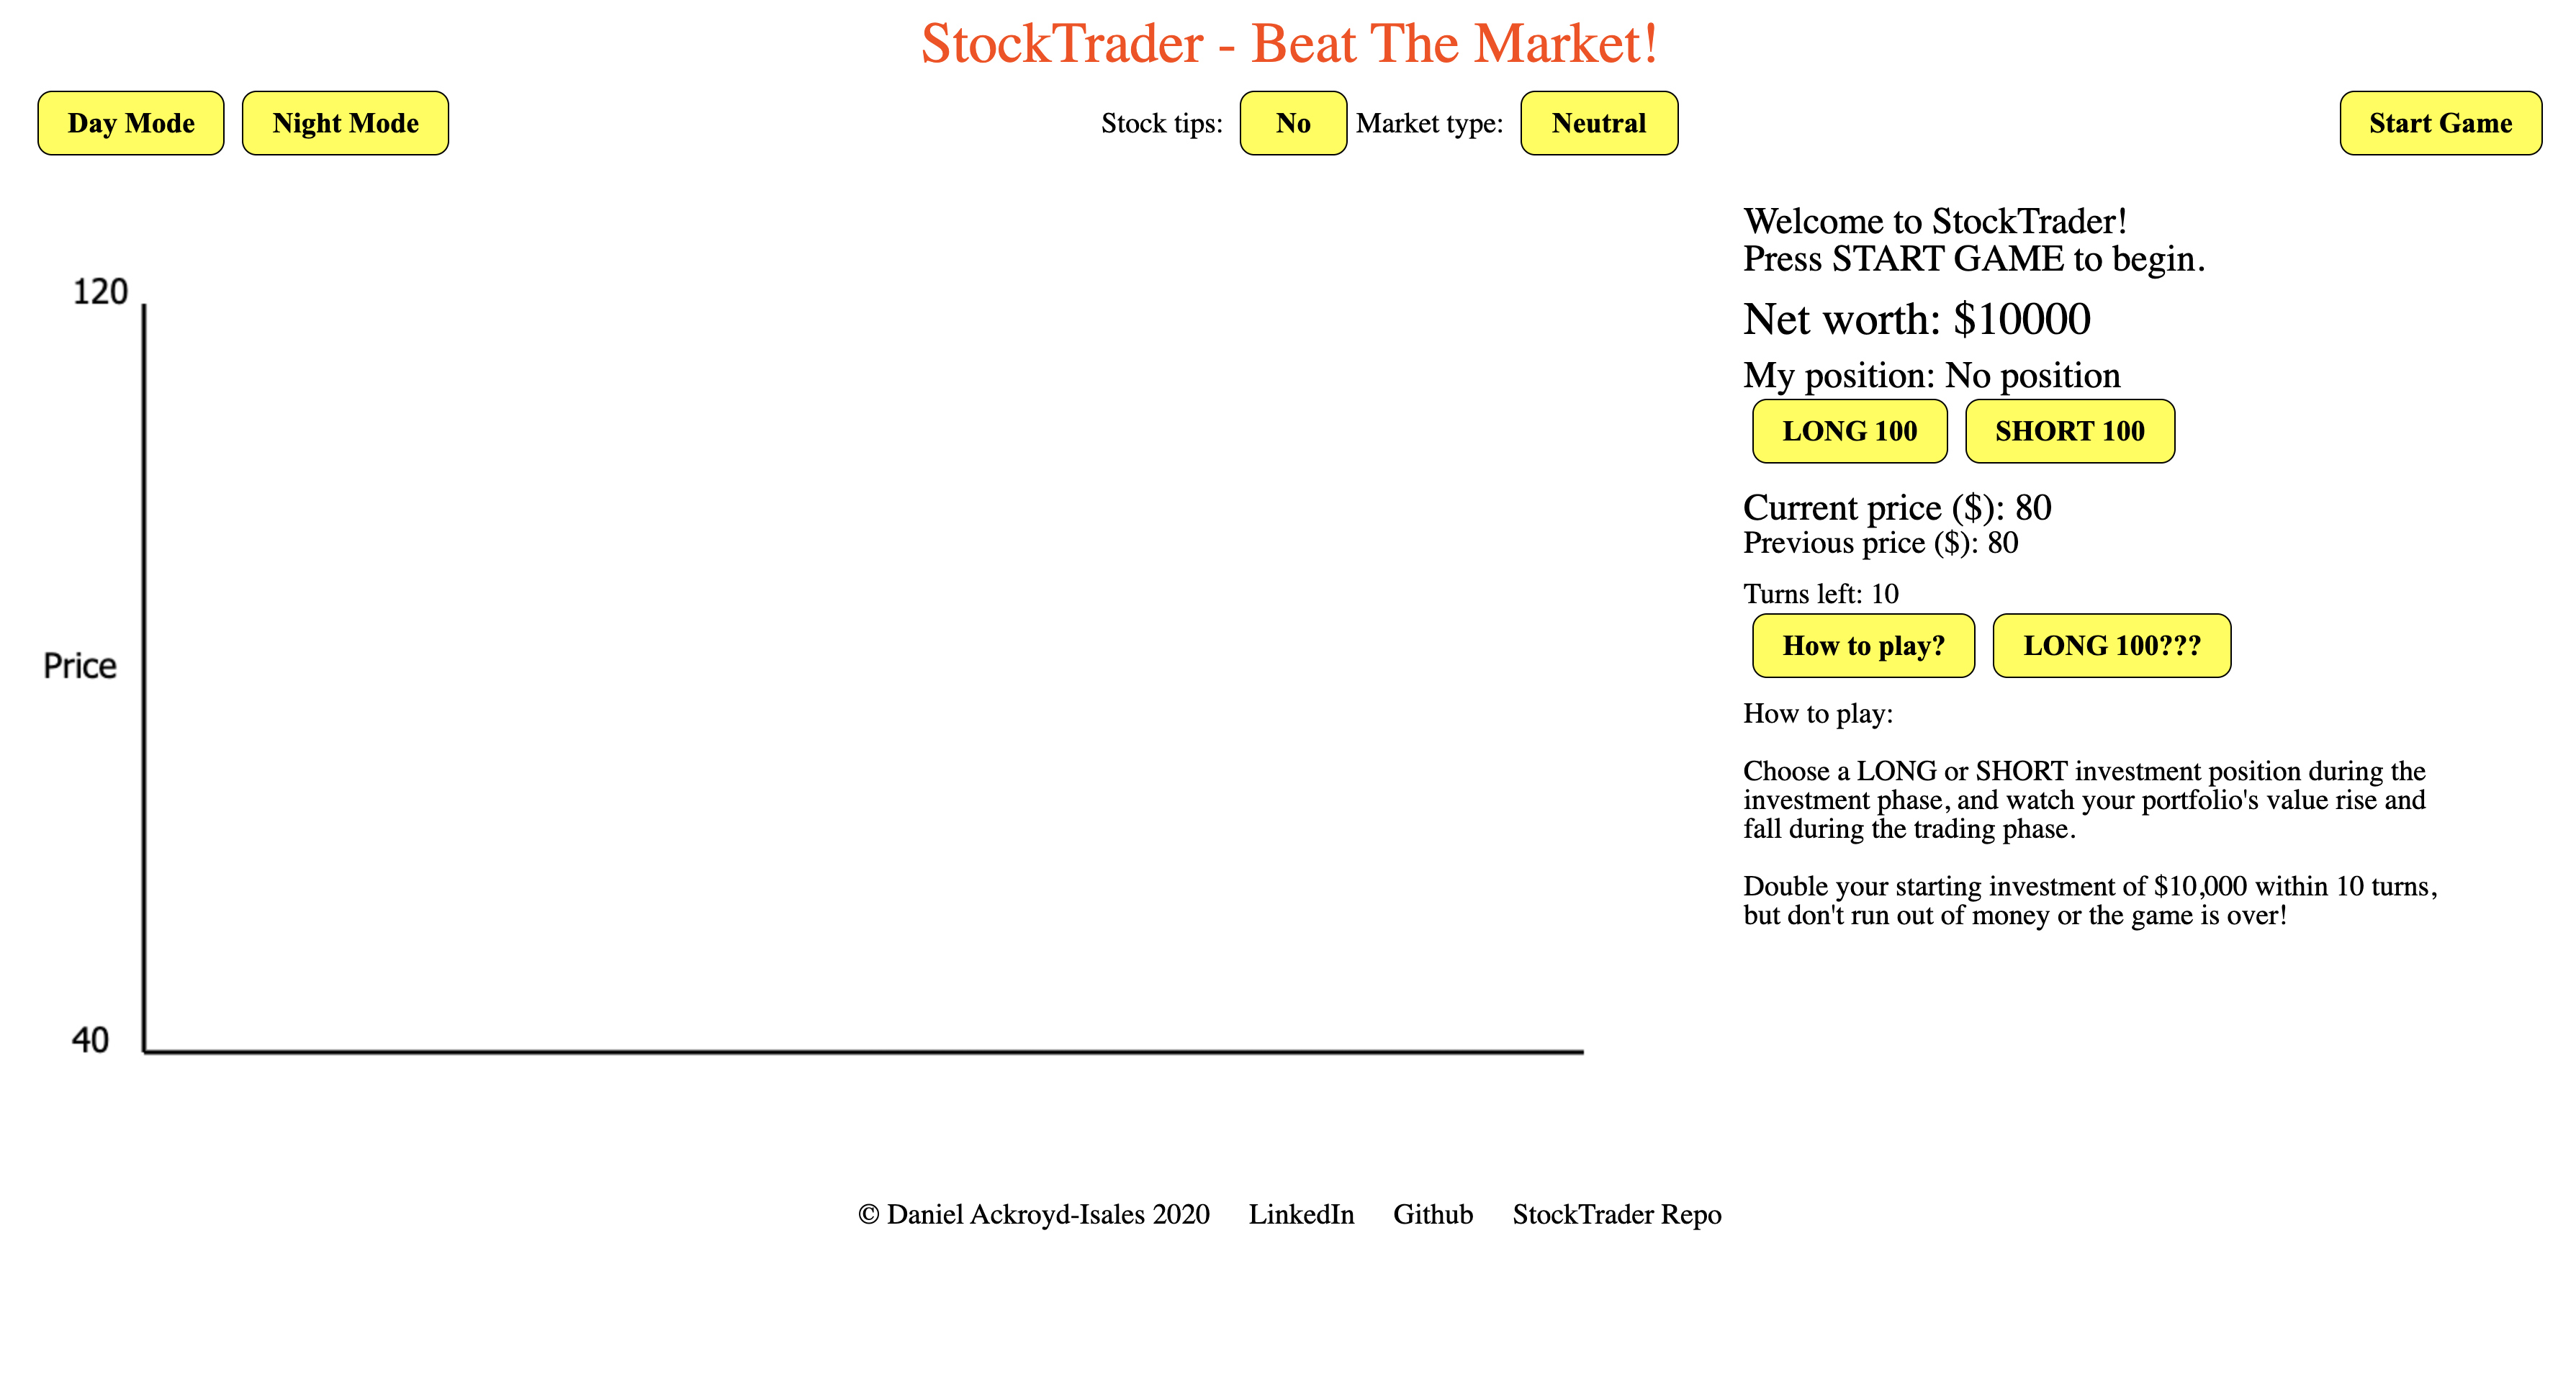 StockTrader - Beat The Market!
Day Mode Night Mode Stock tips: No Market type: Neutral Start Game
Welcome to StockTrader!
Press START GAME to begin.
Net worth: $10000
My position: No position
LONG 100 SHORT 100
Current price ($): 80
Previous price ($): 80
Turns left: 10
How to play? LONG 100???
How to play:
Choose a LONG or SHORT investment position during the
investment phase, and watch your portfolio's value rise and
fall during the trading phase.
Double your starting investment of $10,000 within 10 turns,
but don't run out of money or the game is over!
120
Price
40
© Daniel Ackroyd-Isales 2020 LinkedIn Github StockTrader Repo